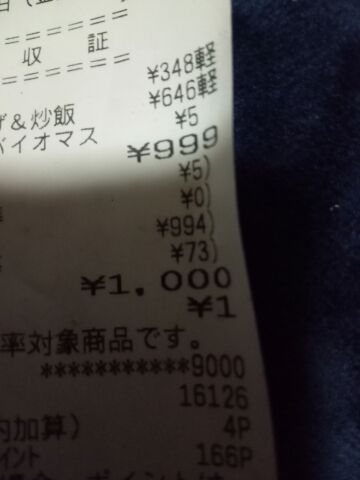 ======
収 証
======
¥348軽
¥646軽
&炒飯 ¥5
バイオマス
¥999
¥5)
¥0)
¥994)
¥73)
¥1,000
¥1
率対象商品です。
***********9000
16126
内加算) 4P
イント 166P